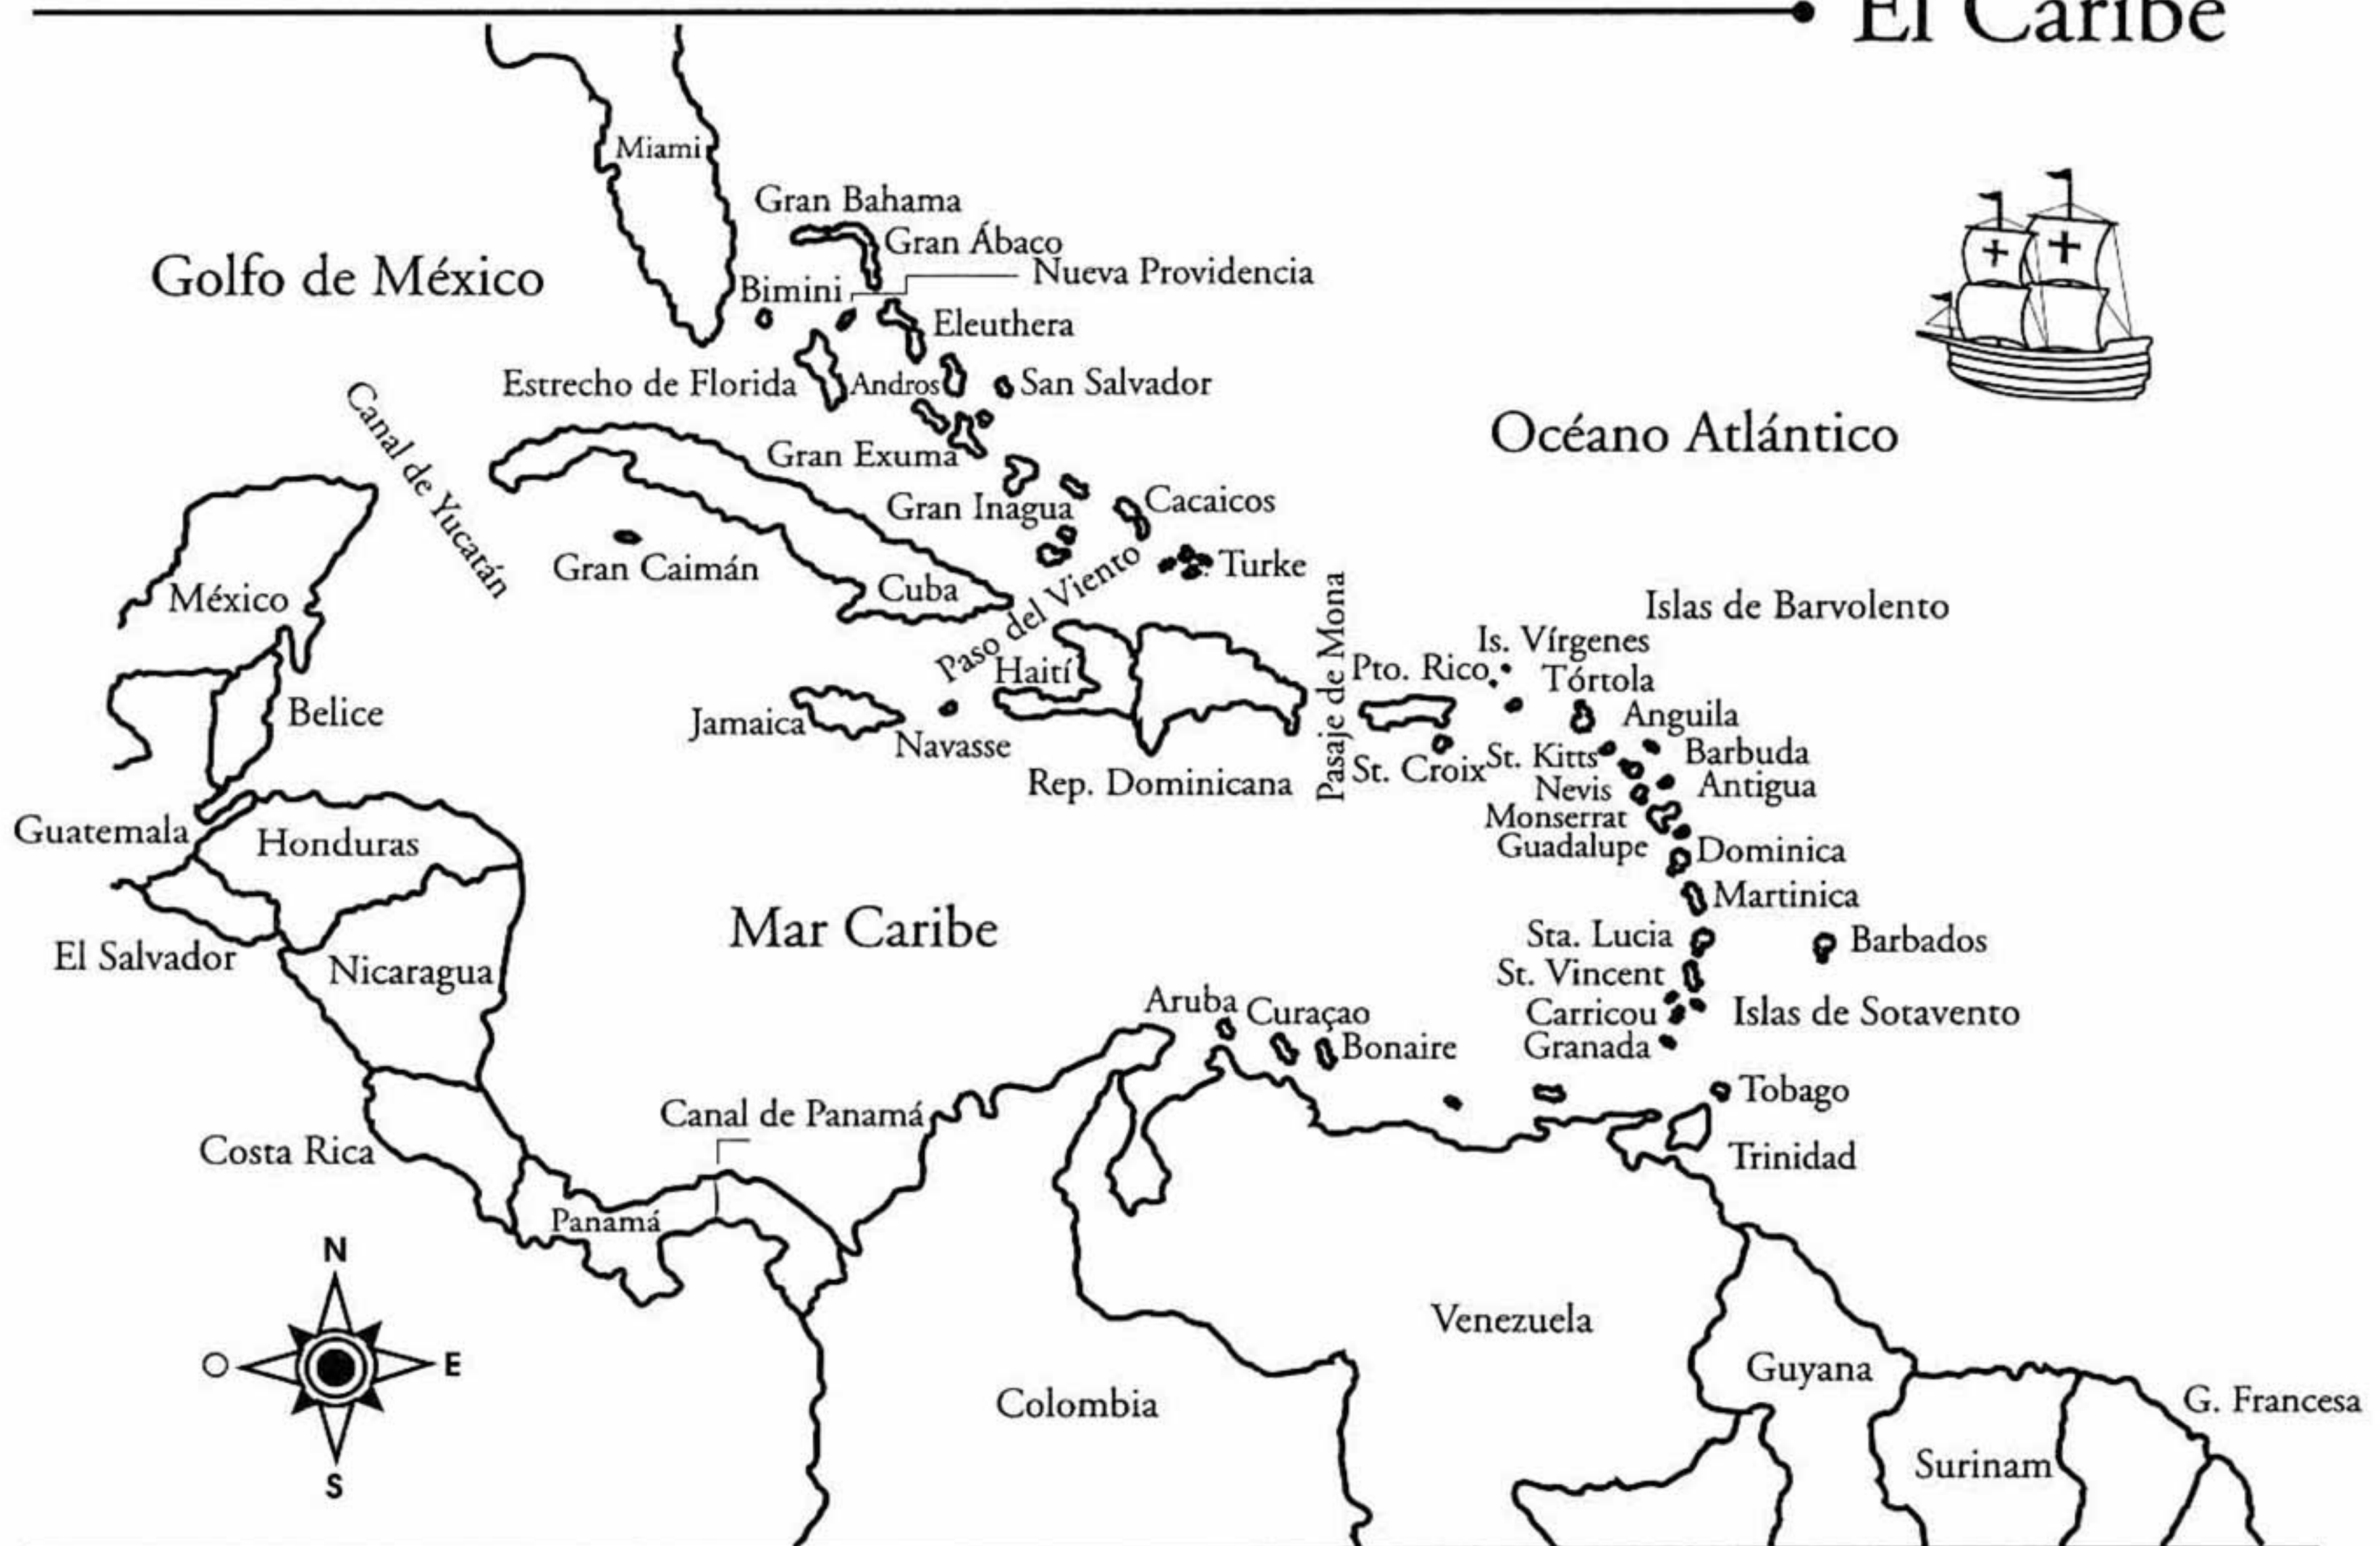 El Caribe
Miami
Gran Bahama
Gran Ábaco
Golfo de México
Nueva Providencia
Bimini
Eleuthera
Estrecho de Florida
Andros
San Salvador
Canal de Yucatán
Océano Atlántico
Gran Exuma
Gran Inagua
Cacaicos
Gran Caimán
Turke
Cuba
México
Paso del Viento
Pasaje de Mona
Islas de Barvolento
Is. Vírgenes
Haití
Pto. Rico
Tórtola
Belice
Jamaica
Anguila
Navasse
St. Croix
St. Kitts
Barbuda
Rep. Dominicana
Nevis
Antigua
Monserrat
Guatemala
Honduras
Guadalupe
Dominica
Martinica
Mar Caribe
Sta. Lucia
Barbados
El Salvador
Nicaragua
St. Vincent
Aruba
Curaçao
Carricou
Islas de Sotavento
Bonaire
Granada
Tobago
Canal de Panamá
Costa Rica
Trinidad
Panamá
N
Venezuela
O
E
Guyana
Colombia
G. Francesa
Surinam
S